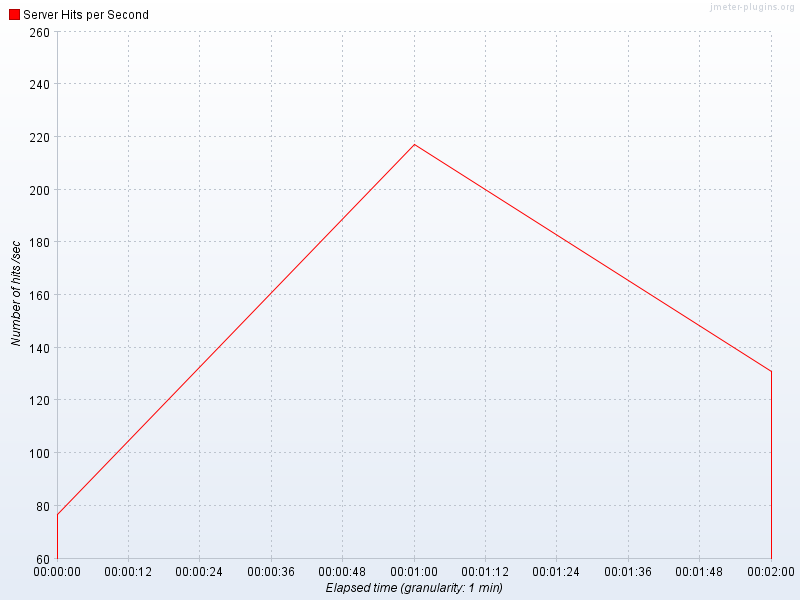 jmeter-plugins.org
Server Hits per Second
260
240
220
200
180
160
140
120
100
80
60
Number of hits /sec
00:00:00 00:00:12 00:00:24 00:00:36 00:00:48 00:01:00 00:01:12 00:01:24 00:01:36 00:01:48 00:02:00
Elapsed time (granularity: 1 min)